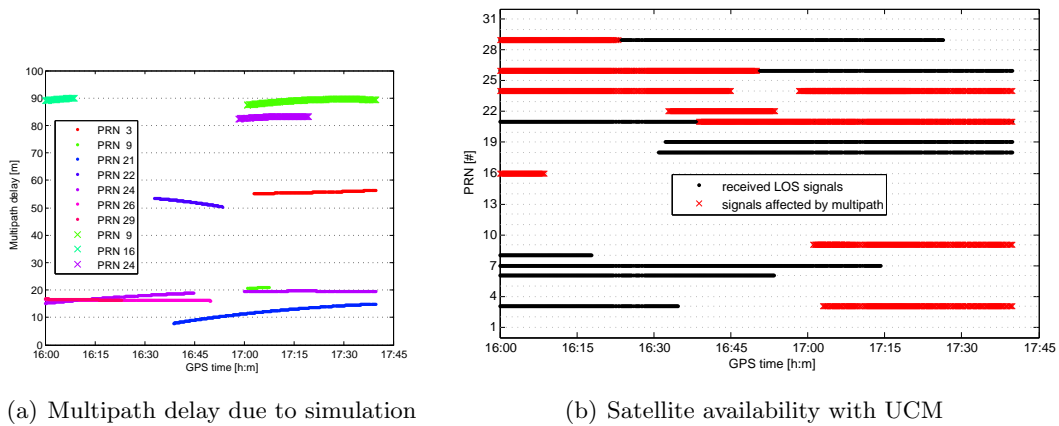 100
90
80
70
60
50
40
30
20
10
0
Multipath delay [m]
PRN 3
PRN 9
PRN 21
PRN 22
PRN 24
PRN 26
PRN 29
PRN 9
PRN 16
PRN 24
16:00 16:15 16:30 16:45 17:00 17:15 17:30 17:45
GPS time [h:m]
(a) Multipath delay due to simulation
31
28
25
22
19
16
13
10
7
4
1
PRN [#]
received LOS signals
signals affected by multipath
16:00 16:15 16:30 16:45 17:00 17:15 17:30 17:45
GPS time [h:m]
(b) Satellite availability with UCM